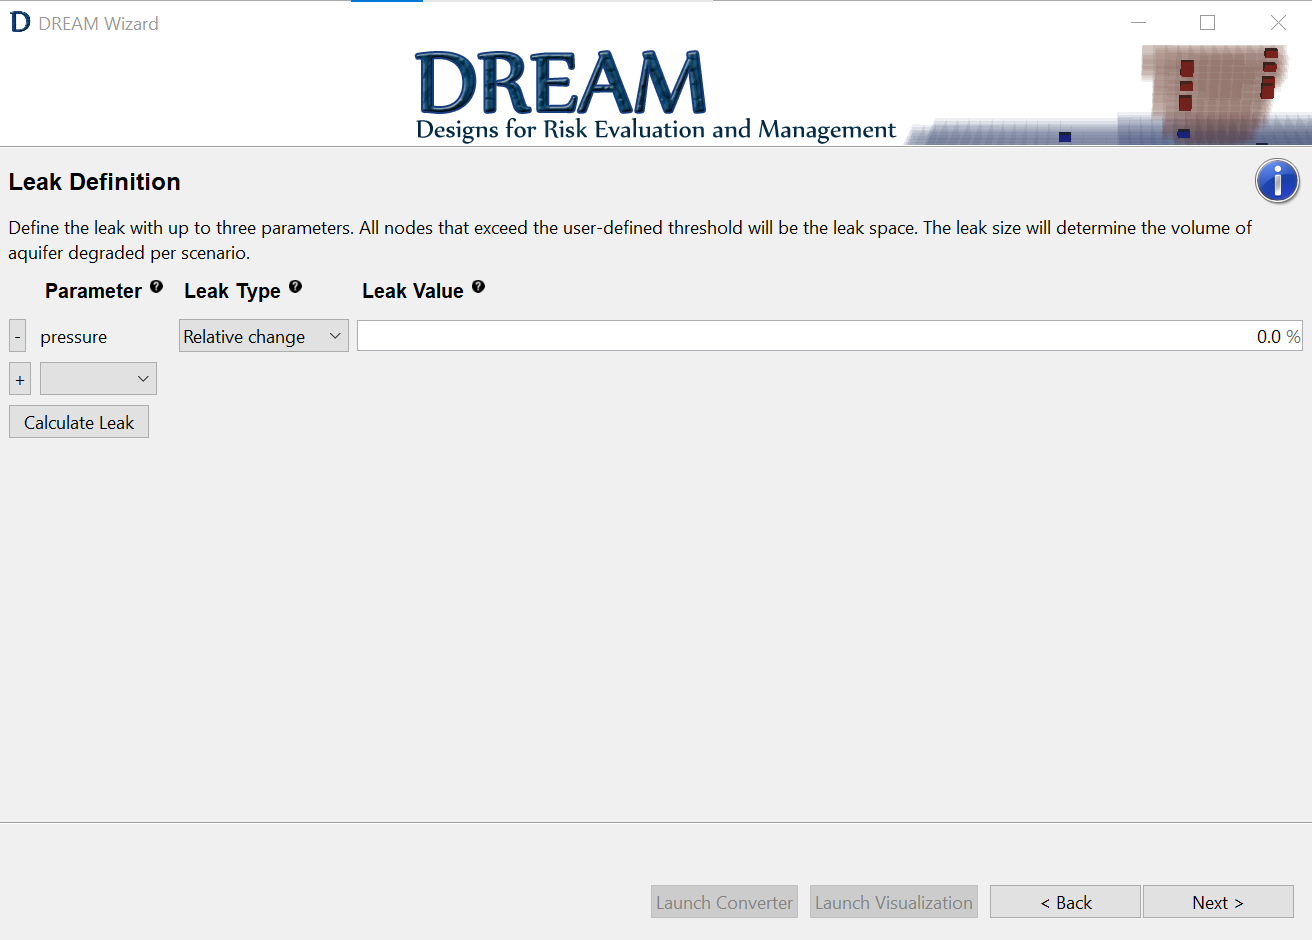 DREAM Wizard
DREAM
Designs for Risk Evaluation and Management
Leak Definition
Define the leak with up to three parameters. All nodes that exceed the user-defined threshold will be the leak space. The leak size will determine the volume of
aquifer degraded per scenario.
Parameter ? Leak Type ? Leak Value ?
- pressure Relative change 0.0 %
+
Calculate Leak
Launch Converter Launch Visualization < Back Next >